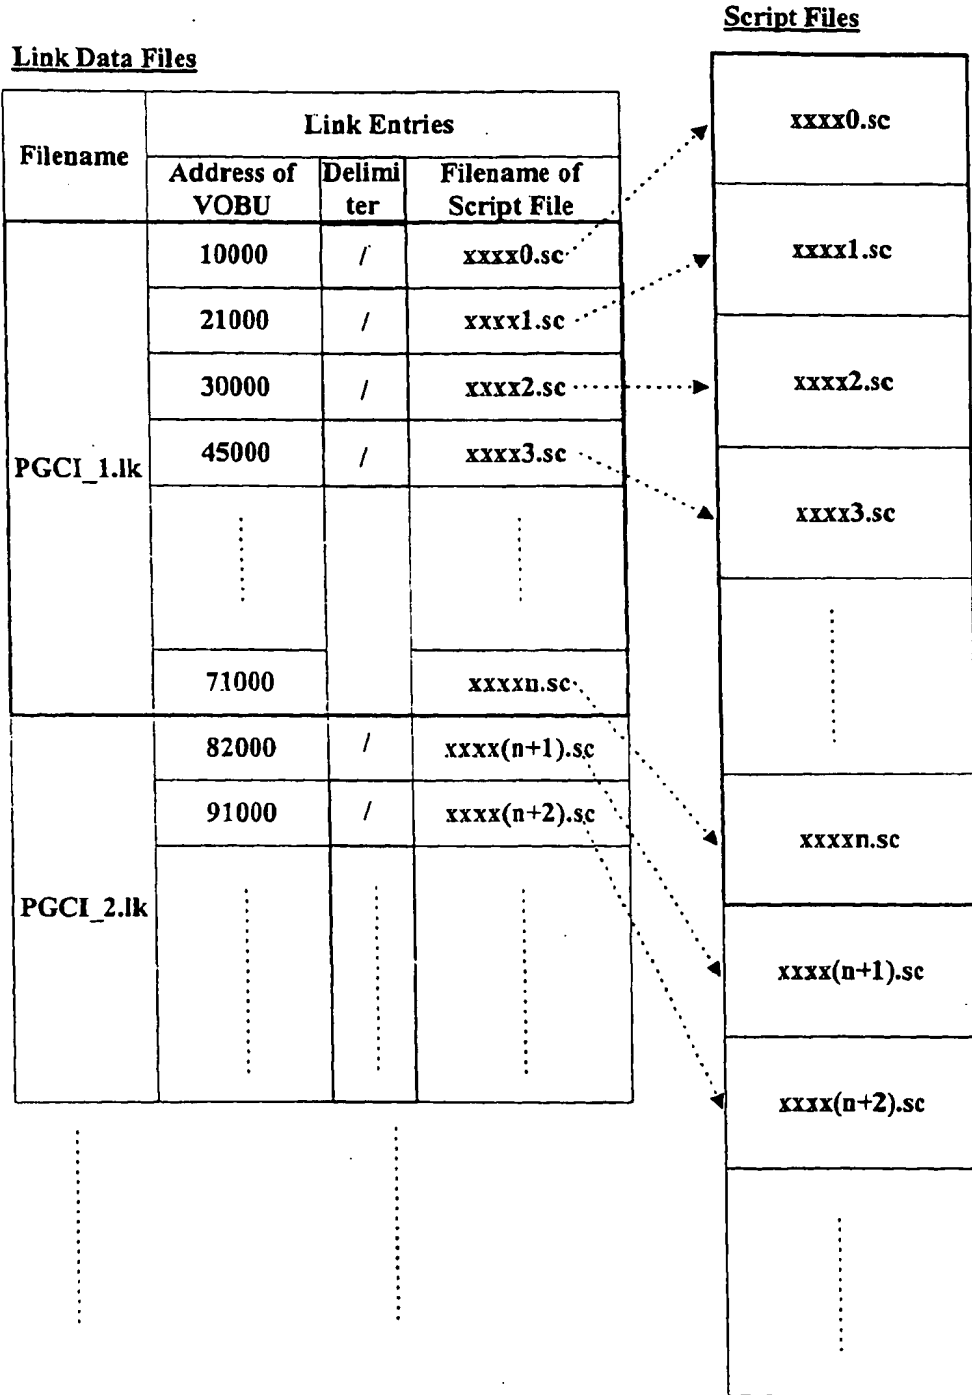 Script Files
Link Data Files
Filename
Link Entries
Address of VOBU
Delimi ter
Filename of Script File
PGCI_1.lk
10000 / xxxx0.sc
21000 / xxxx1.sc
30000 / xxxx2.sc
45000 / xxxx3.sc
71000 xxxxn.sc
PGCI_2.lk
82000 / xxxx(n+1).sc
91000 / xxxx(n+2).sc
xxxx0.sc
xxxx1.sc
xxxx2.sc
xxxx3.sc
xxxxn.sc
xxxx(n+1).sc
xxxx(n+2).sc